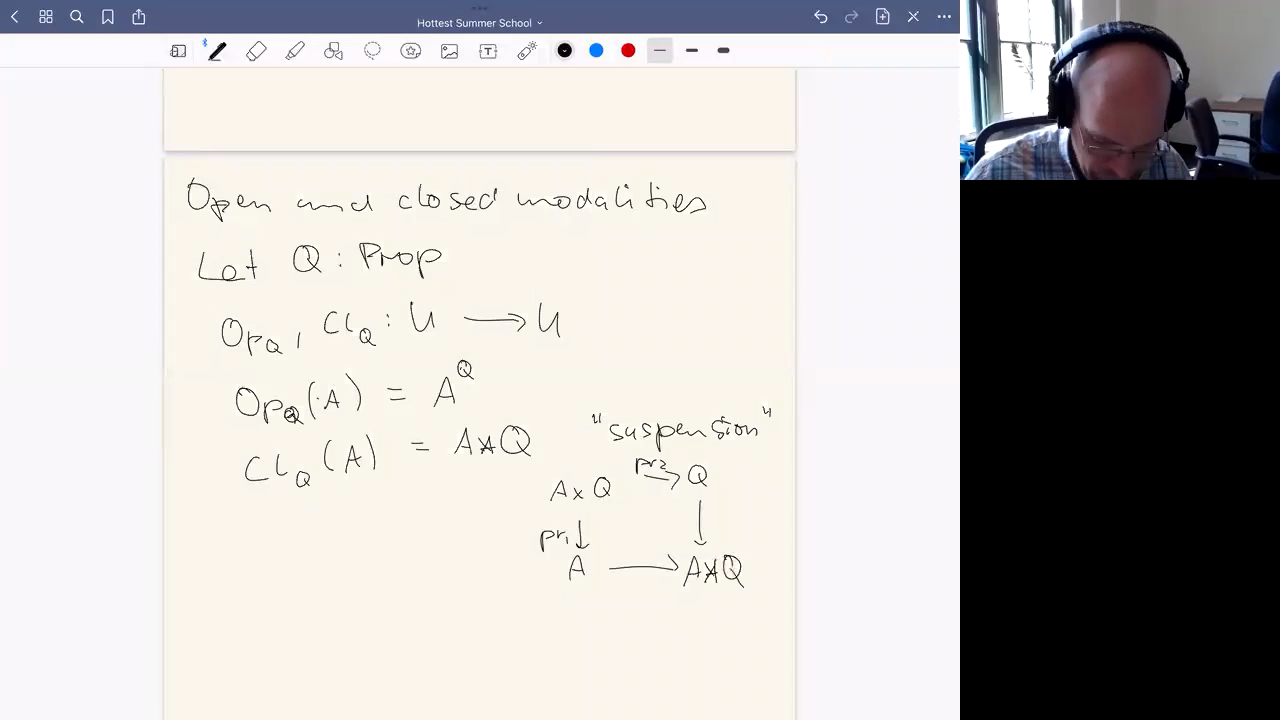 Hottest Summer School
Open and closed modalities
Let Q : Prop
Op_Q, Cl_Q : U ⟶ U
Op_Q(A) = A^Q
Cl_Q(A) = A * Q
"suspension"
A × Q →^{pr₂} Q
pr₁ ↓ ↓
A ⟶ A * Q